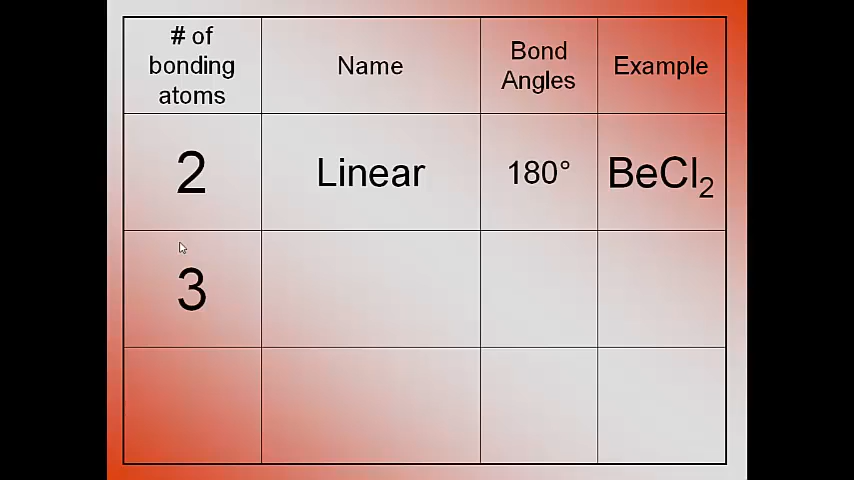 # of
bonding
atoms
Name
Bond
Angles
Example
2
Linear
180°
BeCl₂
3